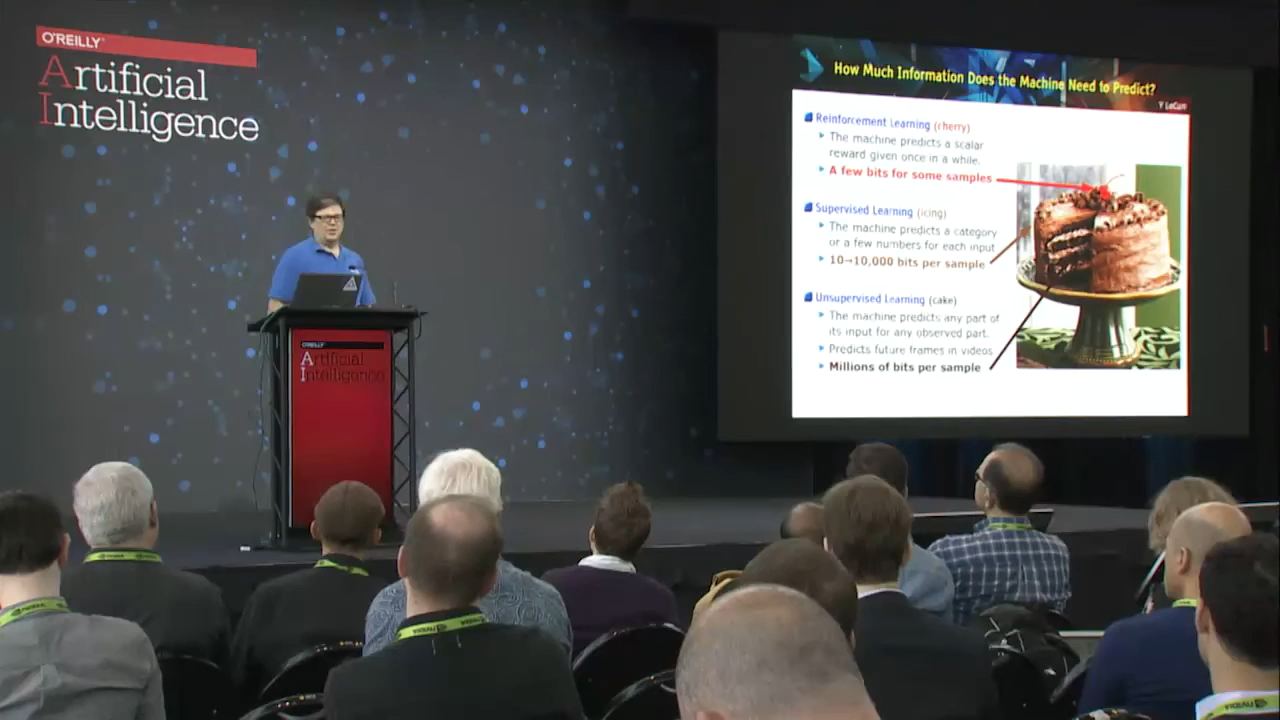 O'REILLY®
Artificial
Intelligence
How Much Information Does the Machine Need to Predict?
Y LeCun
Reinforcement Learning (cherry)
The machine predicts a scalar
reward given once in a while.
A few bits for some samples
Supervised Learning (icing)
The machine predicts a category
or a few numbers for each input
10→10,000 bits per sample
Unsupervised Learning (cake)
The machine predicts any part of
its input for any observed part.
Predicts future frames in videos
Millions of bits per sample
O'REILLY
Artificial
Intelligence
NVIDIA